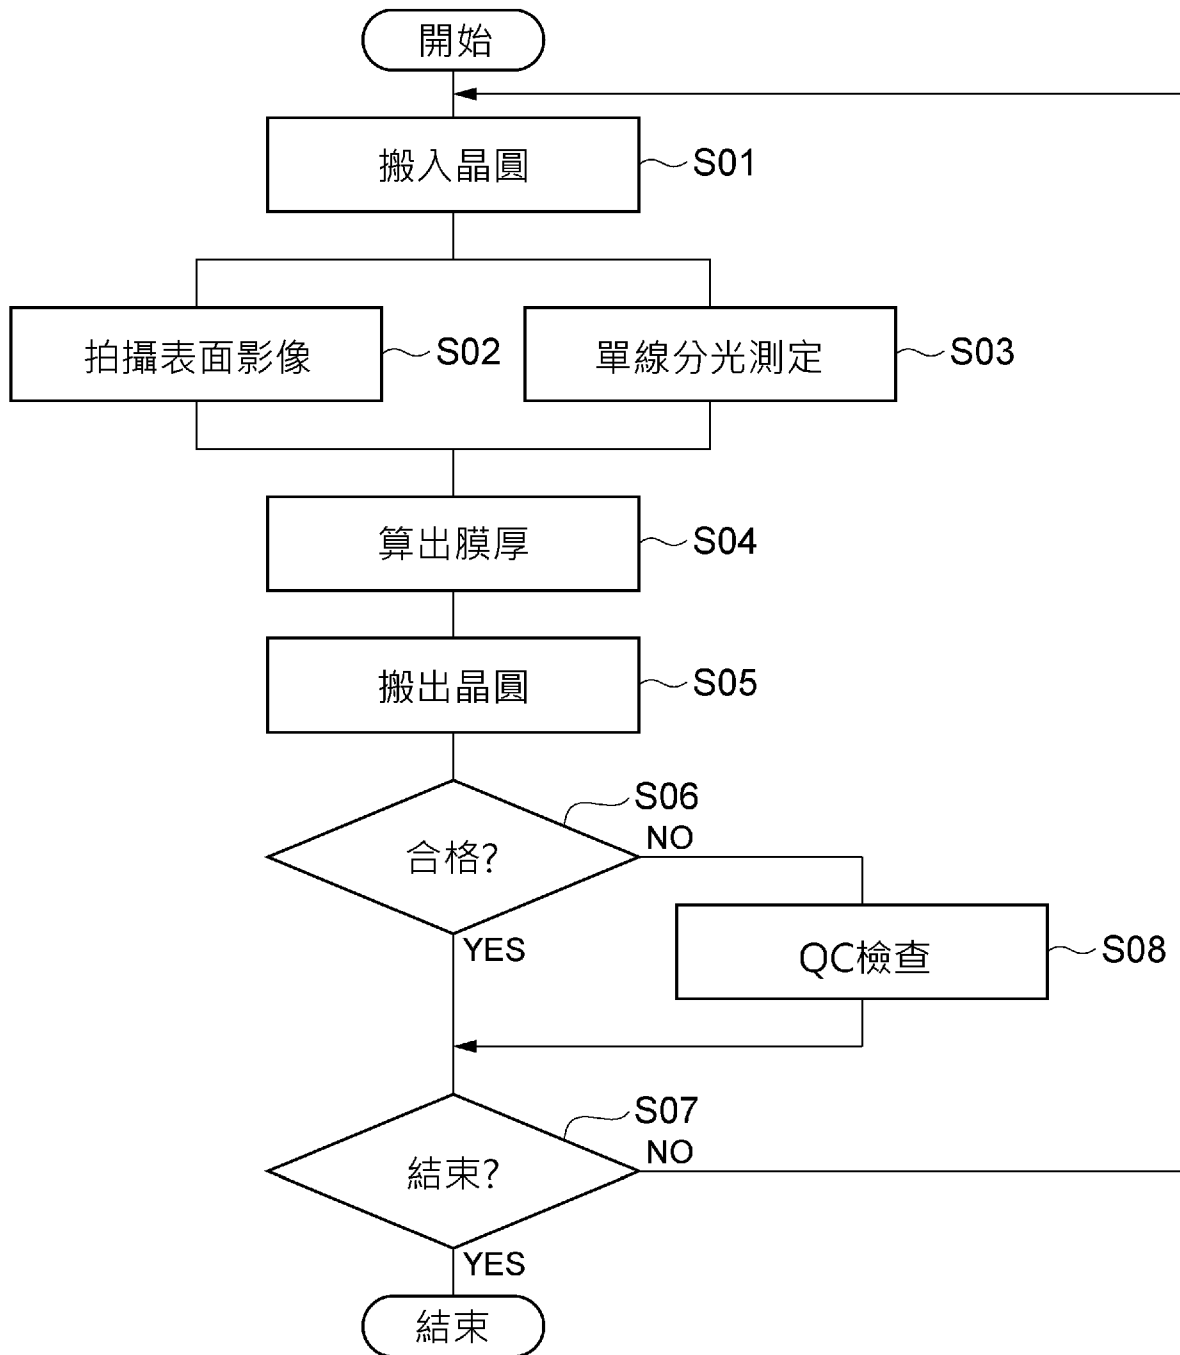 開始
搬入晶圓
S01
拍攝表面影像
S02
單線分光測定
S03
算出膜厚
S04
搬出晶圓
S05
合格?
S06
NO
YES
QC檢查
S08
結束?
S07
NO
YES
結束